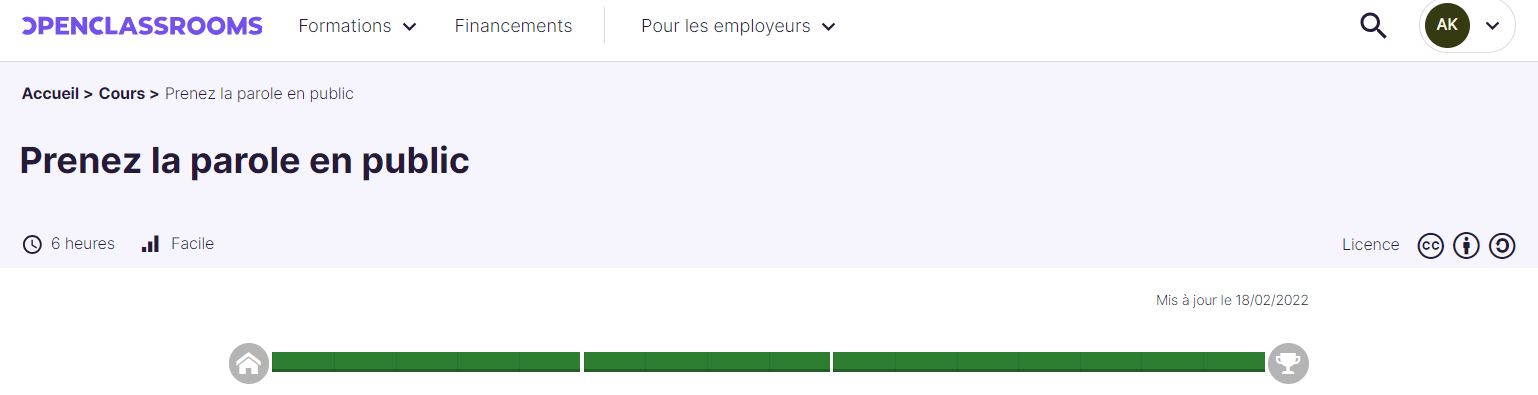 OPENCLASSROOMS Formations Financements Pour les employeurs AK
Accueil > Cours > Prenez la parole en public
Prenez la parole en public
6 heures Facile Licence cc
Mis à jour le 18/02/2022